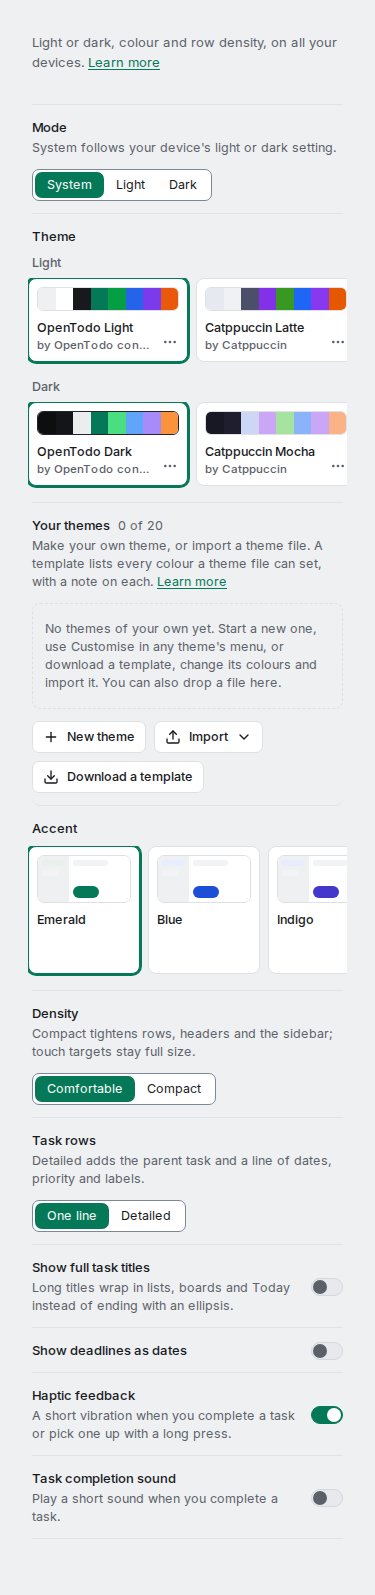 Light or dark, colour and row density, on all your
devices. Learn more
Mode
System follows your device's light or dark setting.
System Light Dark
Theme
Light
OpenTodo Light
by OpenTodo con...
Catppuccin Latte
by Catppuccin
Dark
OpenTodo Dark
by OpenTodo con...
Catppuccin Mocha
by Catppuccin
Your themes 0 of 20
Make your own theme, or import a theme file. A
template lists every colour a theme file can set,
with a note on each. Learn more
No themes of your own yet. Start a new one,
use Customise in any theme's menu, or
download a template, change its colours and
import it. You can also drop a file here.
New theme Import
Download a template
Accent
Emerald Blue Indigo
Density
Compact tightens rows, headers and the sidebar;
touch targets stay full size.
Comfortable Compact
Task rows
Detailed adds the parent task and a line of dates,
priority and labels.
One line Detailed
Show full task titles
Long titles wrap in lists, boards and Today
instead of ending with an ellipsis.
Show deadlines as dates
Haptic feedback
A short vibration when you complete a task
or pick one up with a long press.
Task completion sound
Play a short sound when you complete a
task.